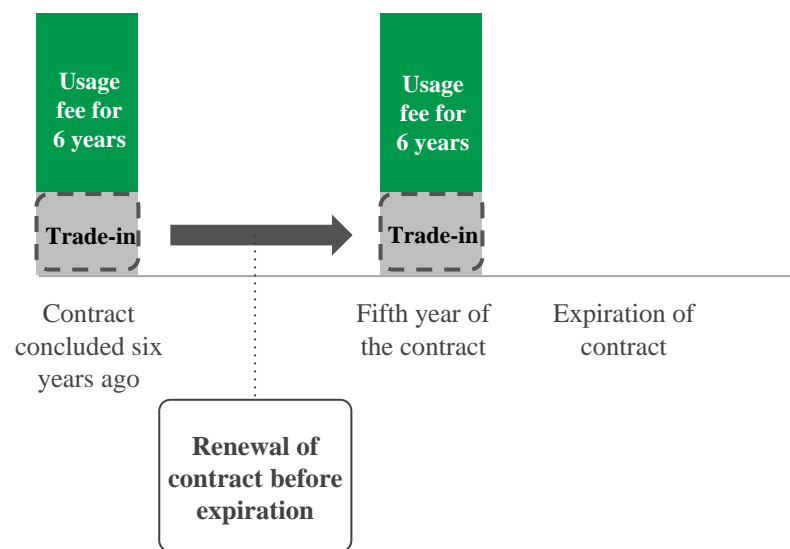 Usage
fee for
6 years
Usage
fee for
6 years
Trade-in
Trade-in
Contract
concluded six
years ago
Fifth year of
the contract
Expiration of
contract
Renewal of
contract before
expiration